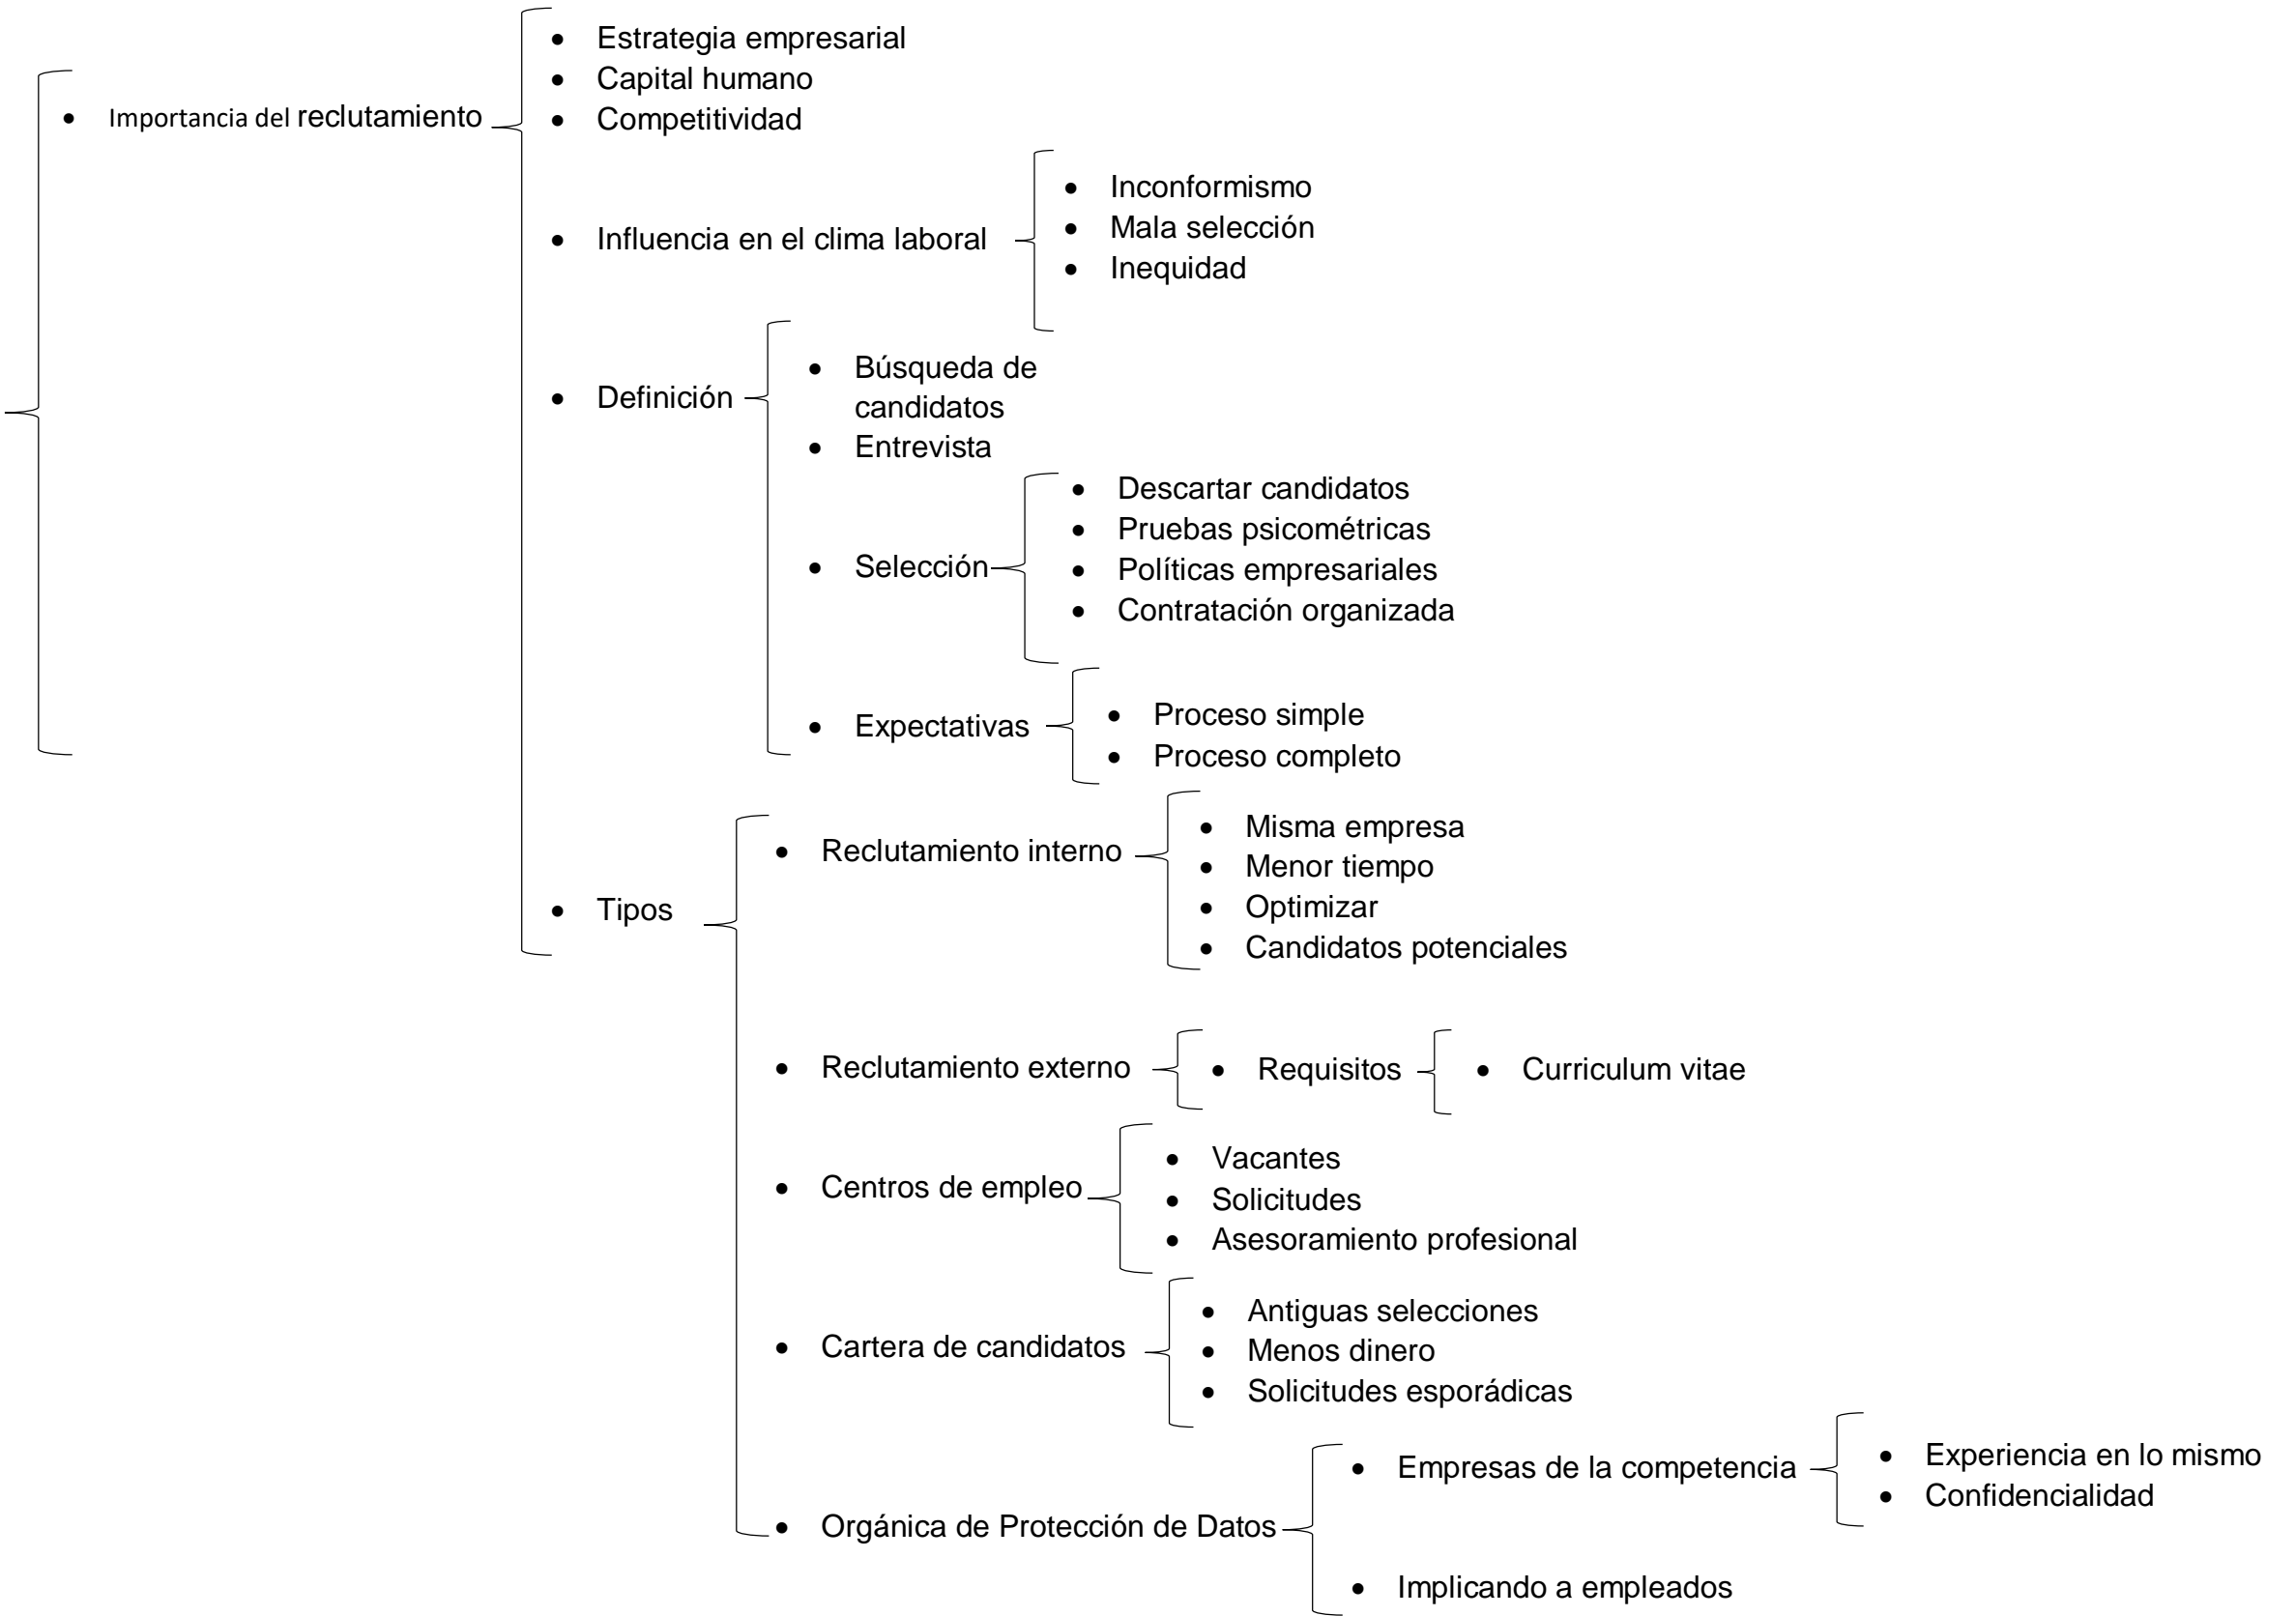 Estrategia empresarial
Capital humano
Importancia del reclutamiento
Competitividad
Inconformismo
Mala selección
Influencia en el clima laboral
Inequidad
Búsqueda de
Definición
candidatos
Entrevista
Descartar candidatos
Pruebas psicométricas
Selección
Políticas empresariales
Contratación organizada
Proceso simple
Expectativas
Proceso completo
Misma empresa
Reclutamiento interno
Menor tiempo
Tipos
Optimizar
Candidatos potenciales
Reclutamiento externo
Requisitos
Curriculum vitae
Vacantes
Centros de empleo
Solicitudes
Asesoramiento profesional
Antiguas selecciones
Cartera de candidatos
Menos dinero
Solicitudes esporádicas
Experiencia en lo mismo
Empresas de la competencia
Confidencialidad
Orgánica de Protección de Datos
Implicando a empleados